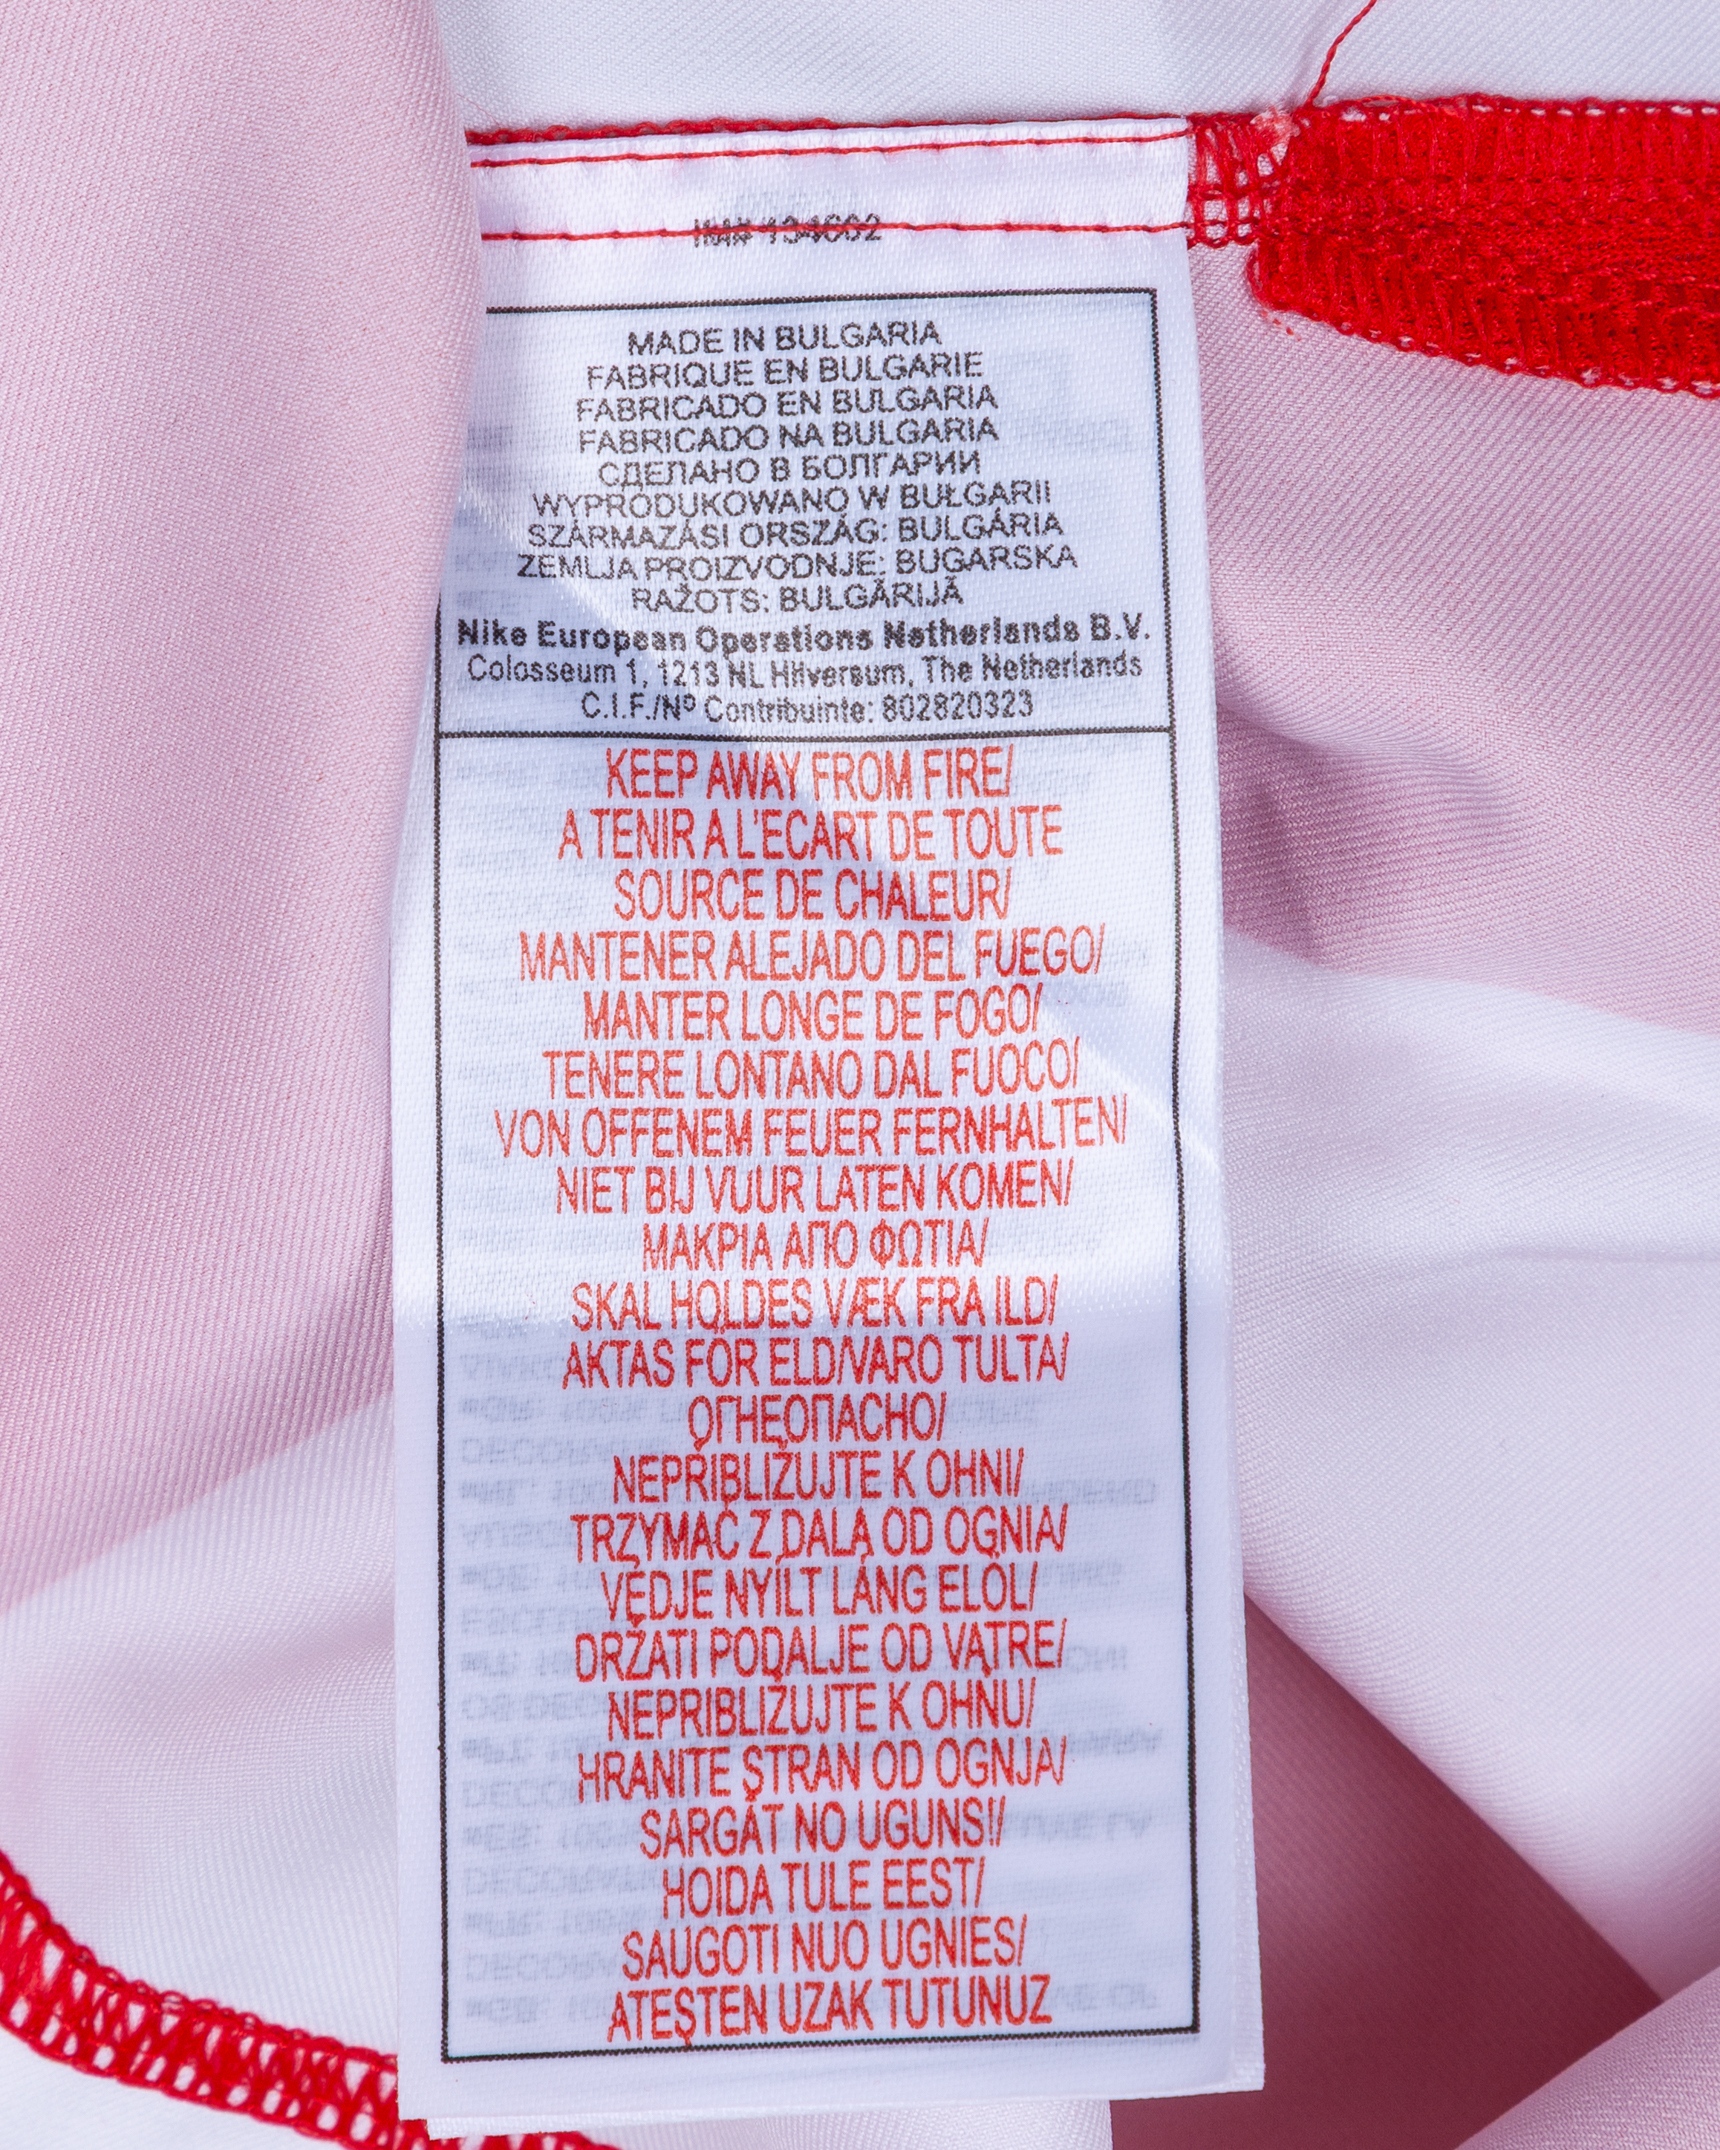 134602
MADE IN BULGARIA
FABRIQUE EN BULGARIE
FABRICADO EN BULGARIA
FABRICADO NA BULGARIA
СДЕЛАНО В БОЛГАРИИ
WYPRODUKOWANO W BUŁGARII
SZÁRMAZÁSI ORSZÁG: BULGÁRIA
ZEMLJA PROIZVODNJE: BUGARSKA
RAŽOTS: BULGĀRIJĀ
Nike European Operations Netherlands B.V.
Colosseum 1, 1213 NL Hilversum, The Netherlands
C.I.F./Nº Contribuinte: 802820323
KEEP AWAY FROM FIRE/
A TENIR A L'ECART DE TOUTE
SOURCE DE CHALEUR/
MANTENER ALEJADO DEL FUEGO/
MANTER LONGE DE FOGO/
TENERE LONTANO DAL FUOCO/
VON OFFENEM FEUER FERNHALTEN/
NIET BIJ VUUR LATEN KOMEN/
ΜΑΚΡΙΑ ΑΠΟ ΦΩΤΙΑ/
SKAL HOLDES VÆK FRA ILD/
AKTAS FÖR ELD/VARO TULTA/
ОГНЕОПАСНО/
NEPŘIBLIŽUJTE K OHNI/
TRZYMAĆ Z DALA OD OGNIA/
VÉDJE NYÍLT LÁNG ELŐL/
DRŽATI PODALJE OD VATRE/
NEPRIBLIŽUJTE K OHŇU/
HRANITE STRAN OD OGNJA/
SARGĀT NO UGUNS!/
HOIDA TULE EEST/
SAUGOTI NUO UGNIES/
ATEŞTEN UZAK TUTUNUZ